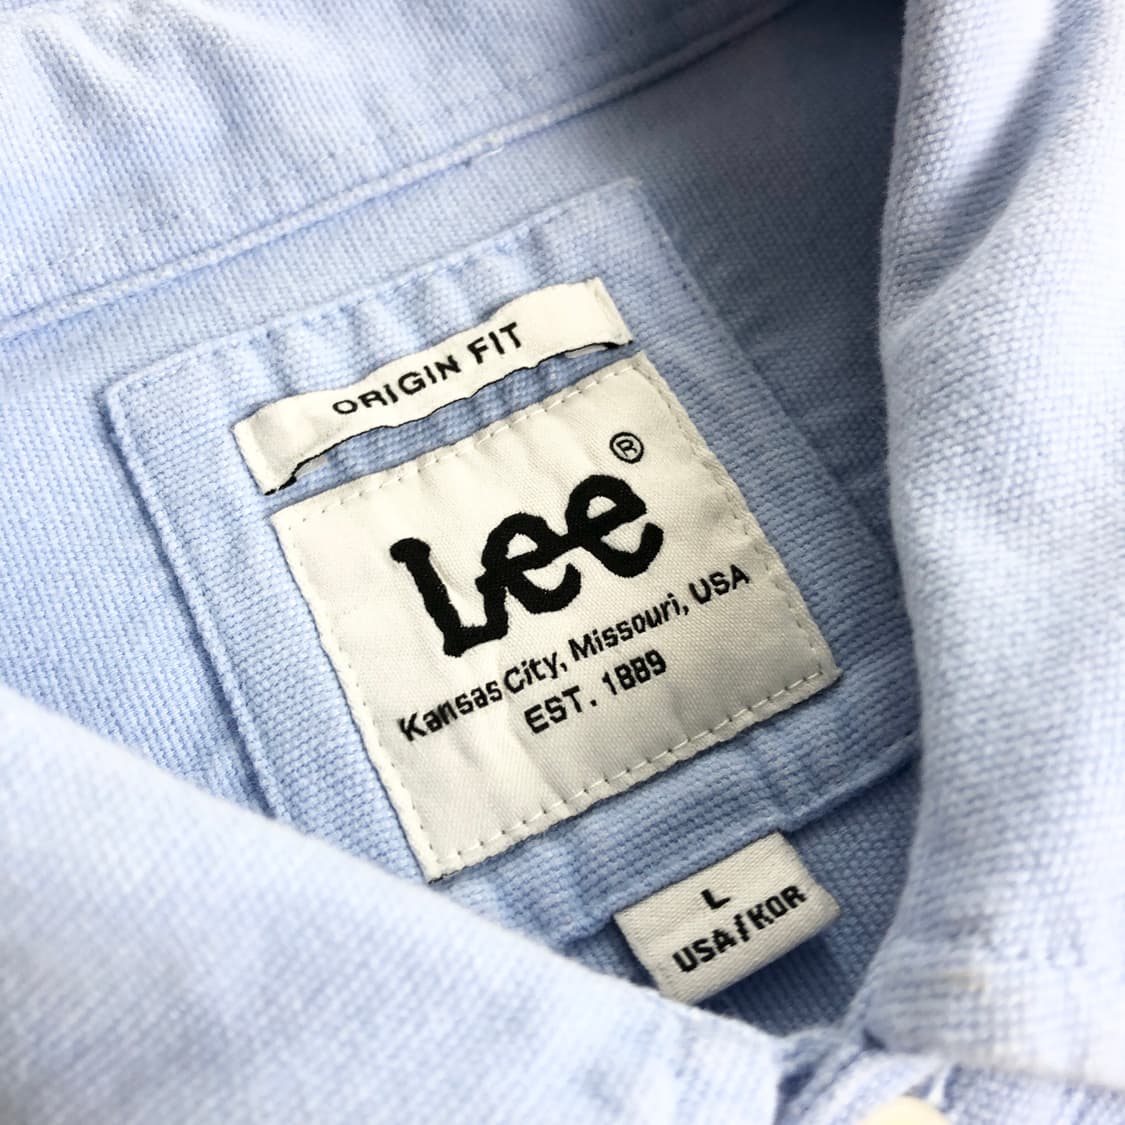 ORIGIN FIT
Lee®
Kansas City, Missouri, USA
EST. 1889
L
USA/KOR